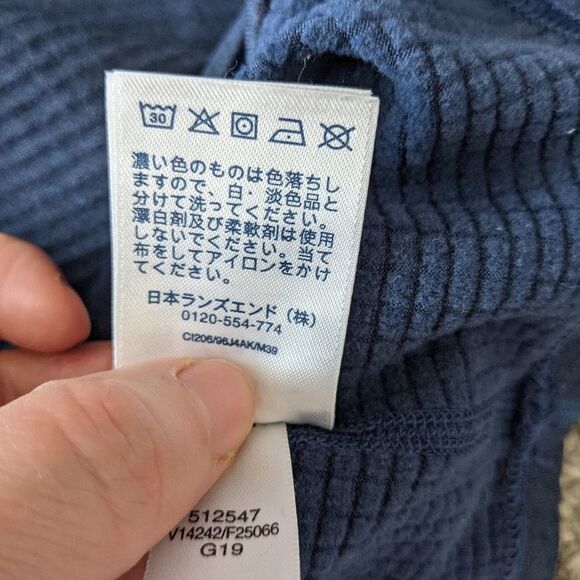 30
濃い色のものは色落ちし
ますので、白・淡色品と
分けて洗ってください。
漂白剤及び柔軟剤は使用
しないでください。当て
布をしてアイロンをかけ
てください。
日本ランズエンド（株）
0120-554-774
CI206/96J4AK/M39
512547
V14242/F25066
G19